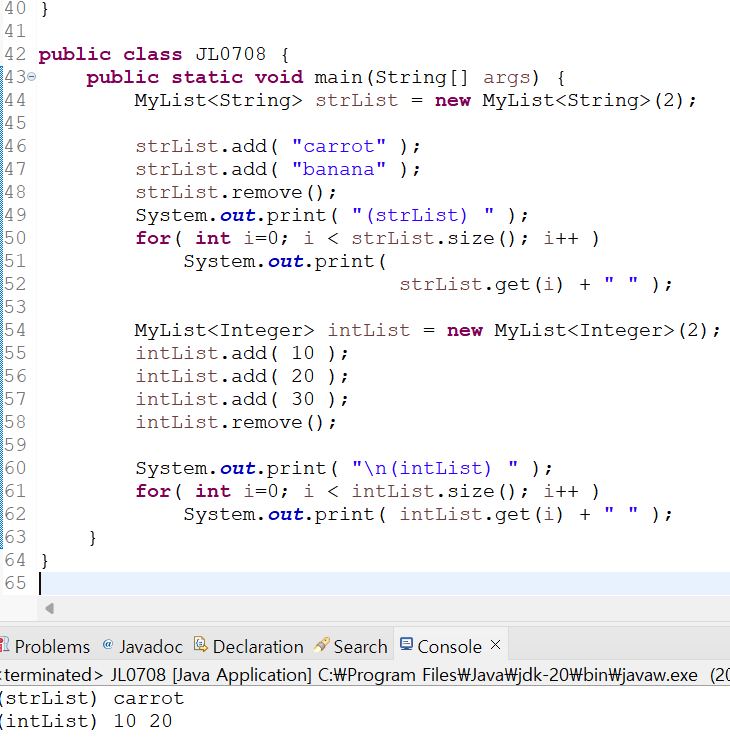 40 }
41
42 public class JL0708 {
43 public static void main(String[] args) {
44 MyList<String> strList = new MyList<String>(2);
45
46 strList.add( "carrot" );
47 strList.add( "banana" );
48 strList.remove();
49 System.out.print( "(strList) " );
50 for( int i=0; i < strList.size(); i++ )
51 System.out.print(
52 strList.get(i) + " " );
53
54 MyList<Integer> intList = new MyList<Integer>(2);
55 intList.add( 10 );
56 intList.add( 20 );
57 intList.add( 30 );
58 intList.remove();
59
60 System.out.print( "\n(intList) " );
61 for( int i=0; i < intList.size(); i++ )
62 System.out.print( intList.get(i) + " " );
63 }
64 }
65
Problems @ Javadoc Declaration Search Console ×
<terminated> JL0708 [Java Application] C:₩Program Files₩Java₩jdk-20₩bin₩javaw.exe (20
(strList) carrot
(intList) 10 20